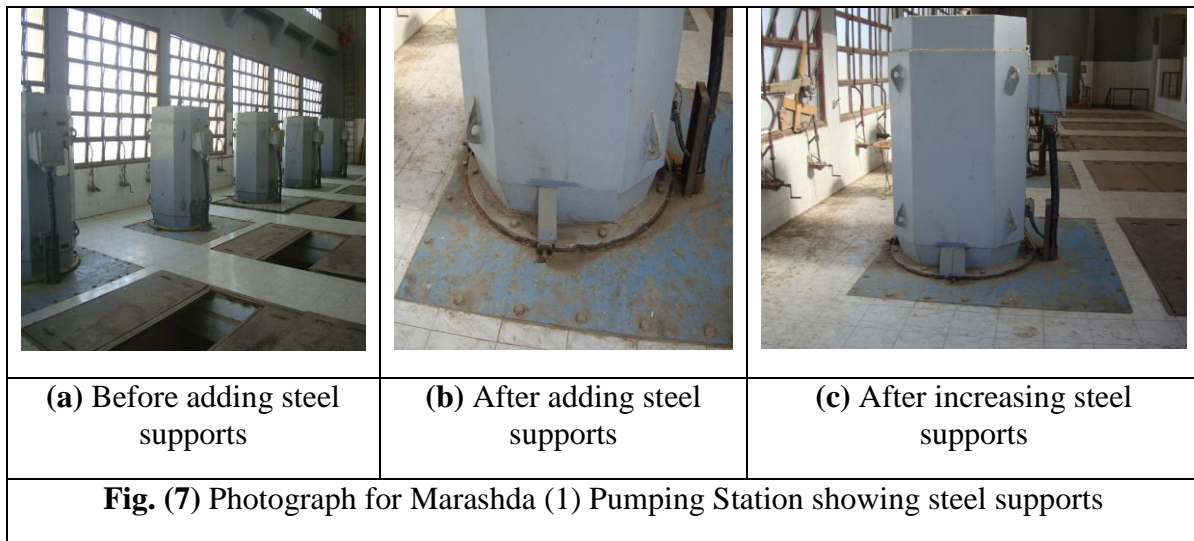 (a) Before adding steel
supports
(b) After adding steel
supports
(c) After increasing steel
supports
Fig. (7) Photograph for Marashda (1) Pumping Station showing steel supports